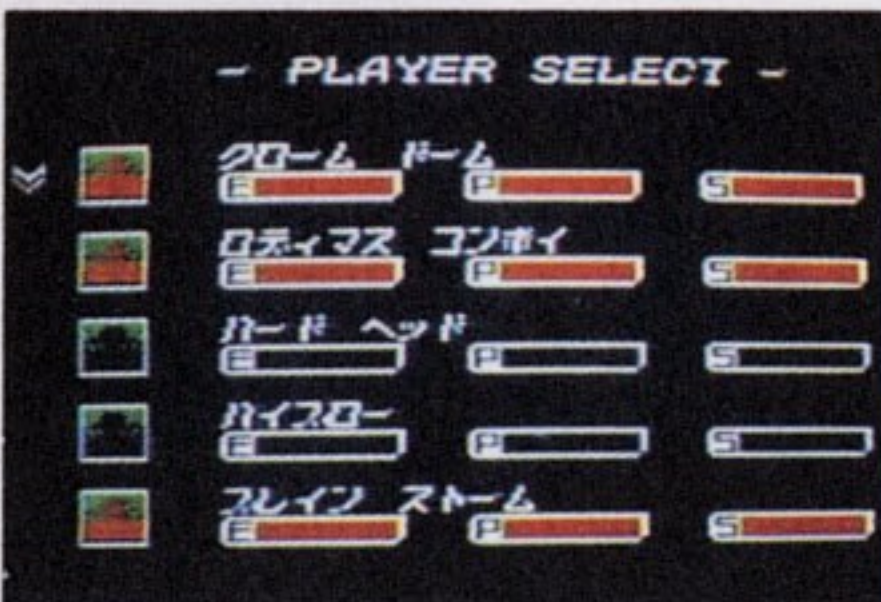 - PLAYER SELECT -
クローム ドーム
E P S
ロディマス コンボイ
E P S
ハード ヘッド
E P S
ハイブロー
E P S
ブレイン ストーム
E P S